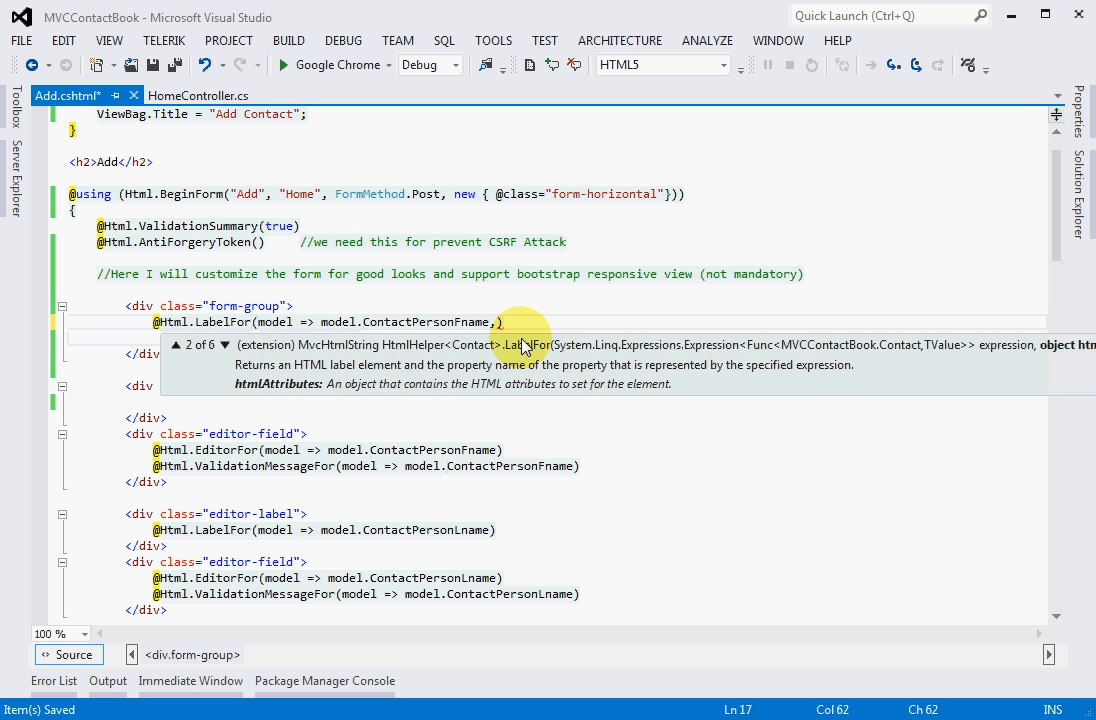 MVCContactBook - Microsoft Visual Studio
Quick Launch (Ctrl+Q)
FILE EDIT VIEW TELERIK PROJECT BUILD DEBUG TEAM SQL TOOLS TEST ARCHITECTURE ANALYZE WINDOW HELP
Google Chrome Debug HTML5
Toolbox
Server Explorer
Properties
Solution Explorer
Add.cshtml* HomeController.cs
ViewBag.Title = "Add Contact";
}
<h2>Add</h2>
@using (Html.BeginForm("Add", "Home", FormMethod.Post, new { @class="form-horizontal"}))
{
@Html.ValidationSummary(true)
@Html.AntiForgeryToken() //we need this for prevent CSRF Attack
//Here I will customize the form for good looks and support bootstrap responsive view (not mandatory)
<div class="form-group">
@Html.LabelFor(model => model.ContactPersonFname,)
▲ 2 of 6 ▼ (extension) MvcHtmlString HtmlHelper<Contact>.LabelFor(System.Linq.Expressions.Expression<Func<MVCContactBook.Contact,TValue>> expression, object htm
Returns an HTML label element and the property name of the property that is represented by the specified expression.
htmlAttributes: An object that contains the HTML attributes to set for the element.
</di
<div
</div>
<div class="editor-field">
@Html.EditorFor(model => model.ContactPersonFname)
@Html.ValidationMessageFor(model => model.ContactPersonFname)
</div>
<div class="editor-label">
@Html.LabelFor(model => model.ContactPersonLname)
</div>
<div class="editor-field">
@Html.EditorFor(model => model.ContactPersonLname)
@Html.ValidationMessageFor(model => model.ContactPersonLname)
</div>
100 %
Source <div.form-group>
Error List Output Immediate Window Package Manager Console
Item(s) Saved Ln 17 Col 62 Ch 62 INS